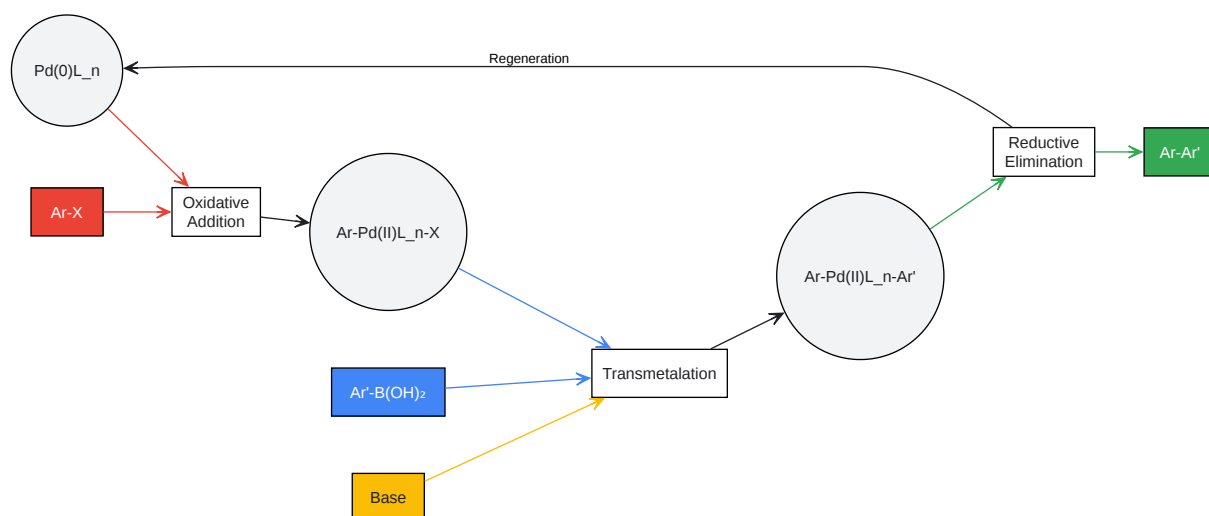 Pd(0)L_n
Regeneration
Reductive
Elimination
Ar-Ar'
Ar-X
Oxidative
Addition
Ar-Pd(II)L_n-X
Ar-Pd(II)L_n-Ar'
Ar'-B(OH)₂
Transmetalation
Base